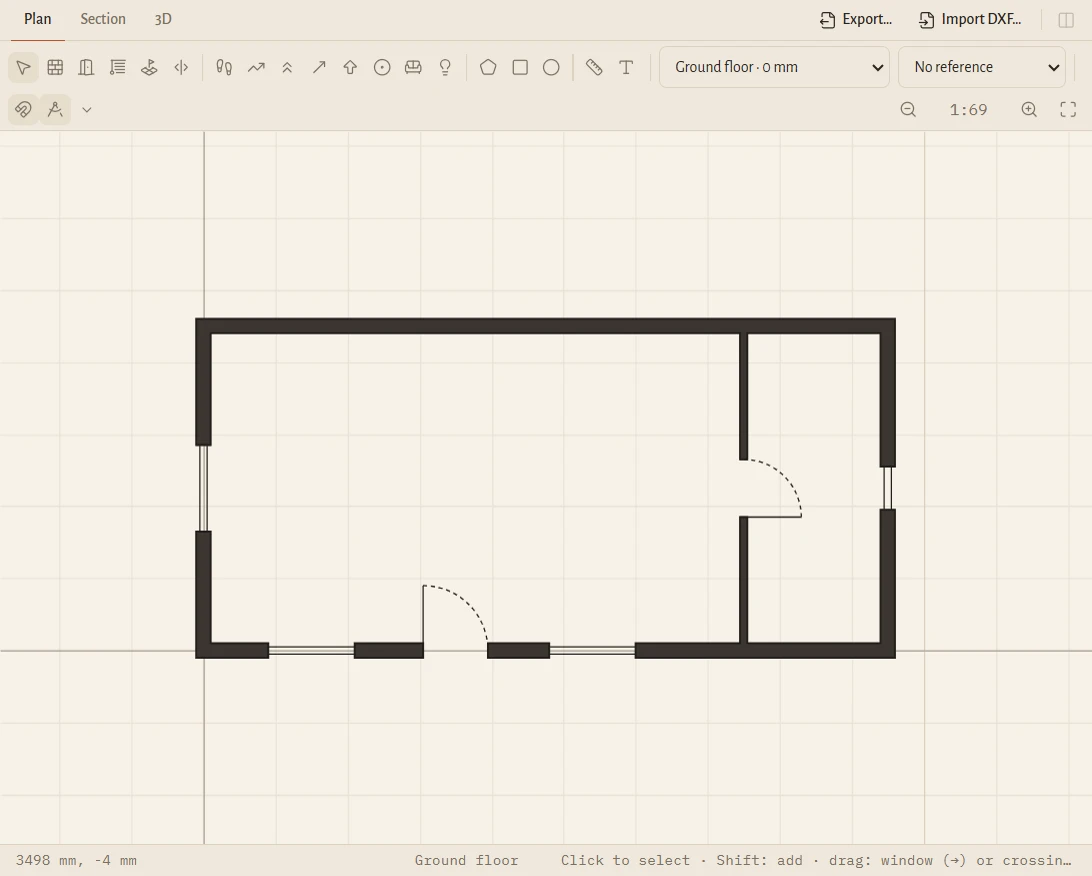 Plan Section 3D Export... Import DXF...
Ground floor · 0 mm No reference
1:69
3498 mm, -4 mm Ground floor Click to select · Shift: add · drag: window (→) or crossin…